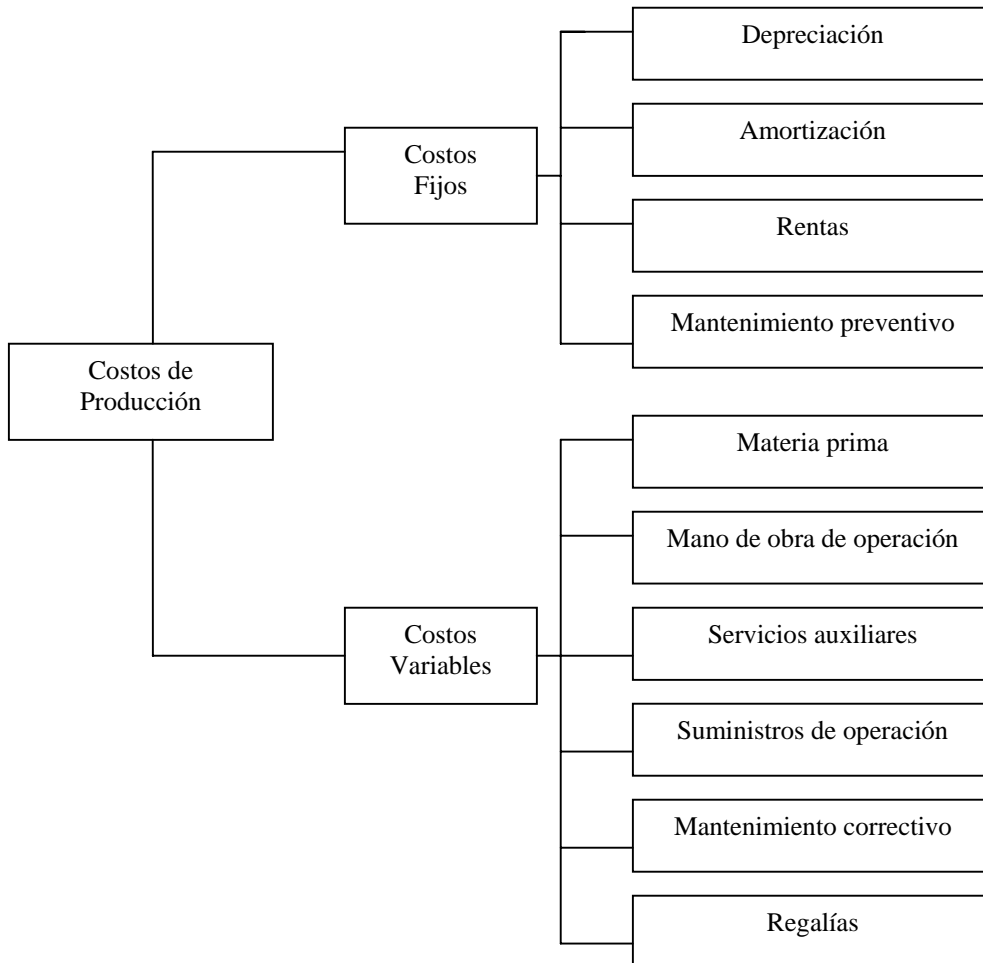 Costos de
Producción
Costos
Fijos
Depreciación
Amortización
Rentas
Mantenimiento preventivo
Costos
Variables
Materia prima
Mano de obra de operación
Servicios auxiliares
Suministros de operación
Mantenimiento correctivo
Regalías